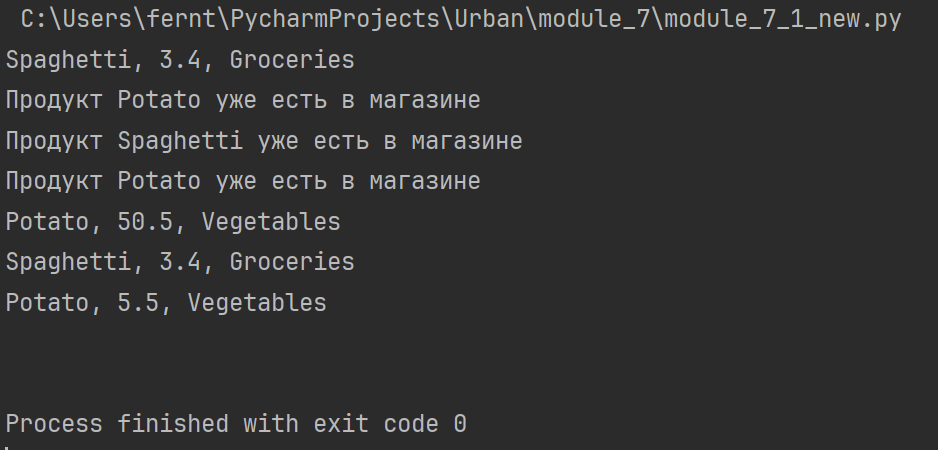 C:\Users\fernt\PycharmProjects\Urban\module_7\module_7_1_new.py
Spaghetti, 3.4, Groceries
Продукт Potato уже есть в магазине
Продукт Spaghetti уже есть в магазине
Продукт Potato уже есть в магазине
Potato, 50.5, Vegetables
Spaghetti, 3.4, Groceries
Potato, 5.5, Vegetables
Process finished with exit code 0